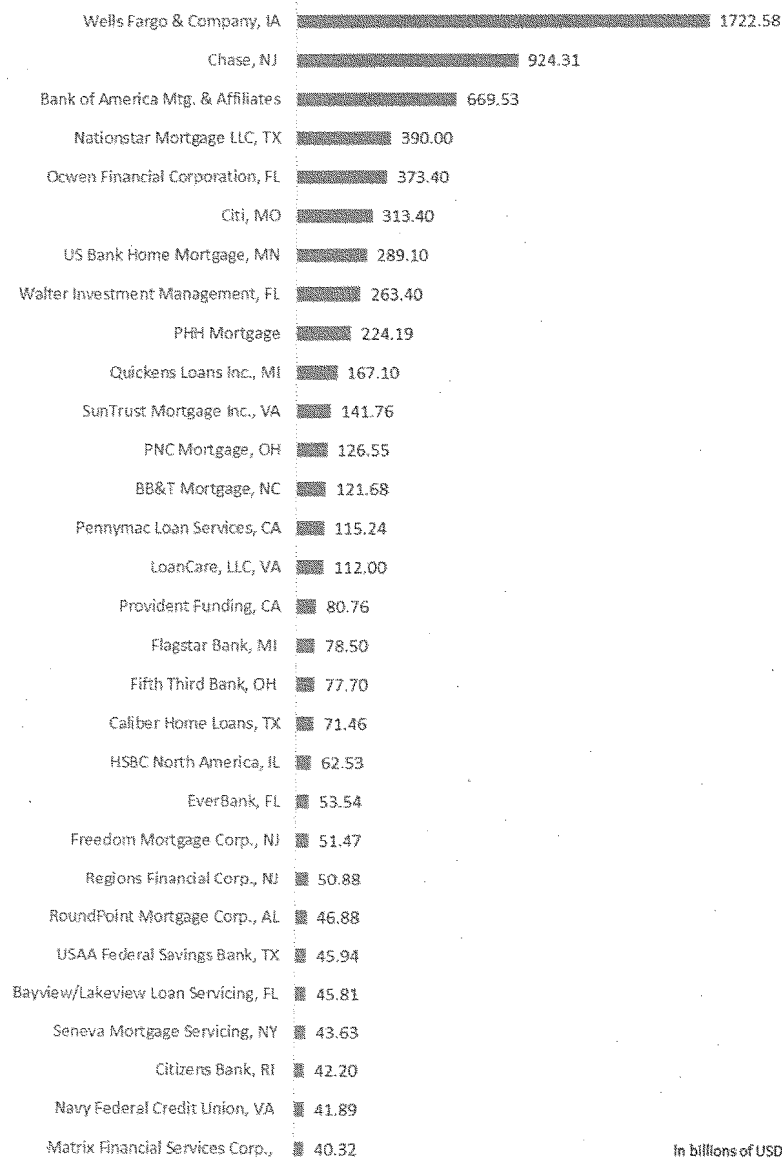 Wells Fargo & Company, IA 1722.58
Chase, NJ 924.31
Bank of America Mtg. & Affiliates 669.53
Nationstar Mortgage LLC, TX 390.00
Ocwen Financial Corporation, FL 373.40
Citi, MO 313.40
US Bank Home Mortgage, MN 289.10
Walter Investment Management, FL 263.40
PHH Mortgage 224.19
Quickens Loans Inc., MI 167.10
SunTrust Mortgage Inc., VA 141.76
PNC Mortgage, OH 126.55
BB&T Mortgage, NC 121.68
Pennymac Loan Services, CA 115.24
LoanCare, LLC, VA 112.00
Provident Funding, CA 80.76
Flagstar Bank, MI 78.50
Fifth Third Bank, OH 77.70
Caliber Home Loans, TX 71.46
HSBC North America, IL 62.53
EverBank, FL 53.54
Freedom Mortgage Corp., NJ 51.47
Regions Financial Corp., NJ 50.88
RoundPoint Mortgage Corp., AL 46.88
USAA Federal Savings Bank, TX 45.94
Bayview/Lakeview Loan Servicing, FL 45.81
Seneva Mortgage Servicing, NY 43.63
Citizens Bank, RI 42.20
Navy Federal Credit Union, VA 41.89
Matrix Financial Services Corp., 40.32
In billions of USD